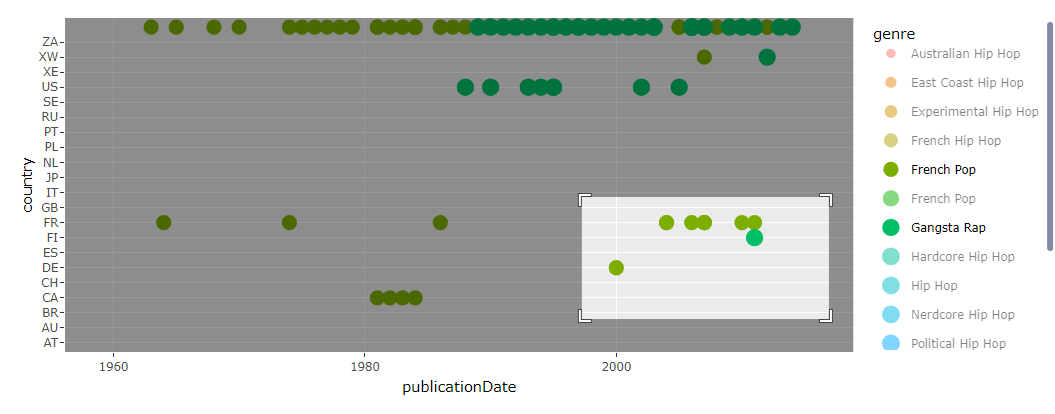 genre
Australian Hip Hop
East Coast Hip Hop
Experimental Hip Hop
French Hip Hop
French Pop
French Pop
Gangsta Rap
Hardcore Hip Hop
Hip Hop
Nerdcore Hip Hop
Political Hip Hop
country
ZA
XW
XE
US
SE
RU
PT
PL
NL
JP
IT
GB
FR
FI
ES
DE
CH
CA
BR
AU
AT
1960 1980 2000
publicationDate